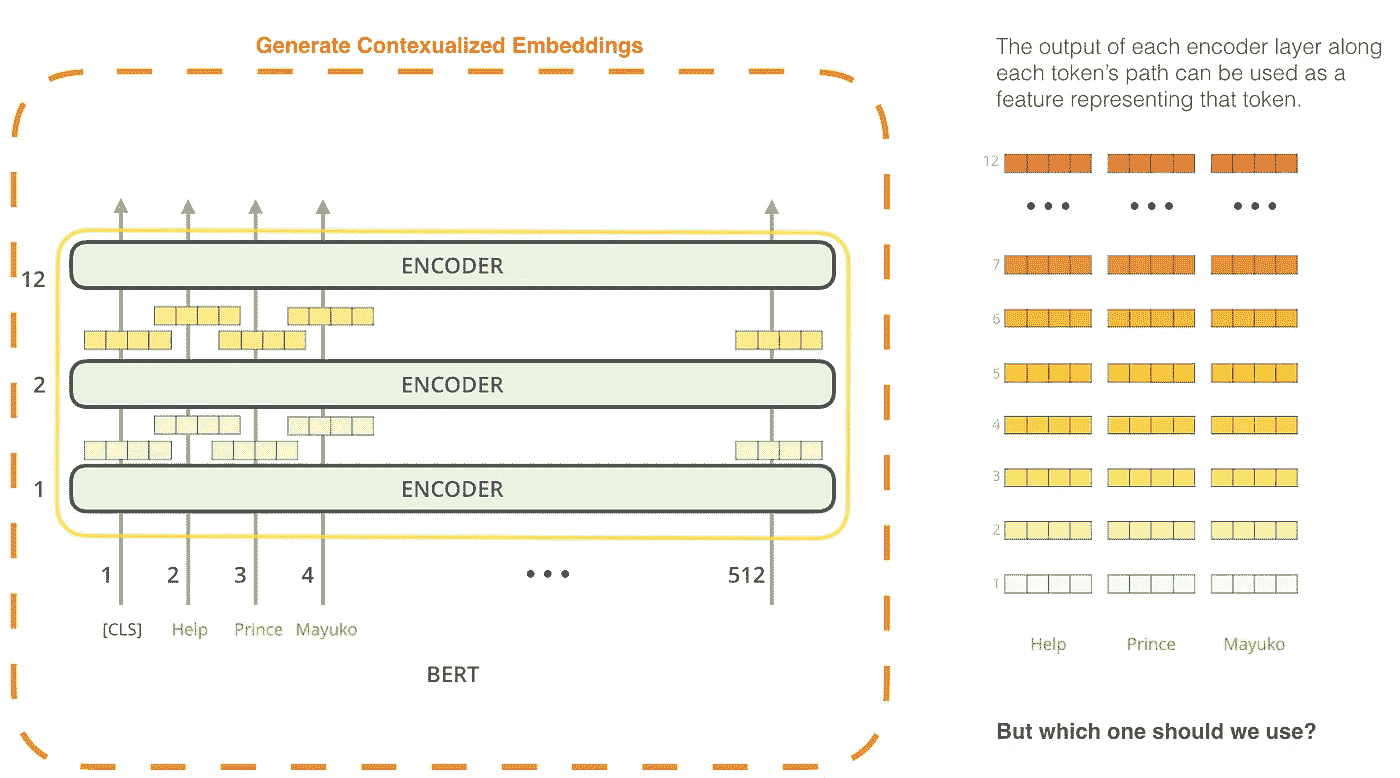 Generate Contexualized Embeddings
12
ENCODER
2
ENCODER
1
ENCODER
1 2 3 4 ••• 512
[CLS] Help Prince Mayuko
BERT
The output of each encoder layer along
each token's path can be used as a
feature representing that token.
12
•••  •••  •••
7
6
5
4
3
2
1
Help Prince Mayuko
But which one should we use?